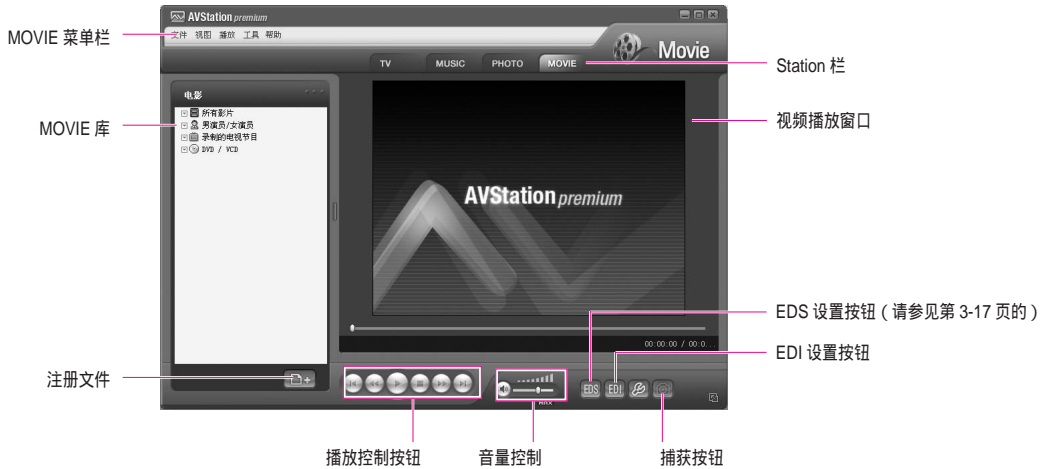 AVStation premium
MOVIE 菜单栏
文件 视图 播放 工具 帮助
Movie
TV MUSIC PHOTO MOVIE
Station 栏
电影
所有影片
男演员/女演员
录制的电视节目
DVD / VCD
MOVIE 库
视频播放窗口
AVStation premium
EDS 设置按钮 ( 请参见第 3-17 页的 )
00:00:00 / 00:0...
EDI 设置按钮
注册文件
EDS EDI
MAX
播放控制按钮
音量控制
捕获按钮